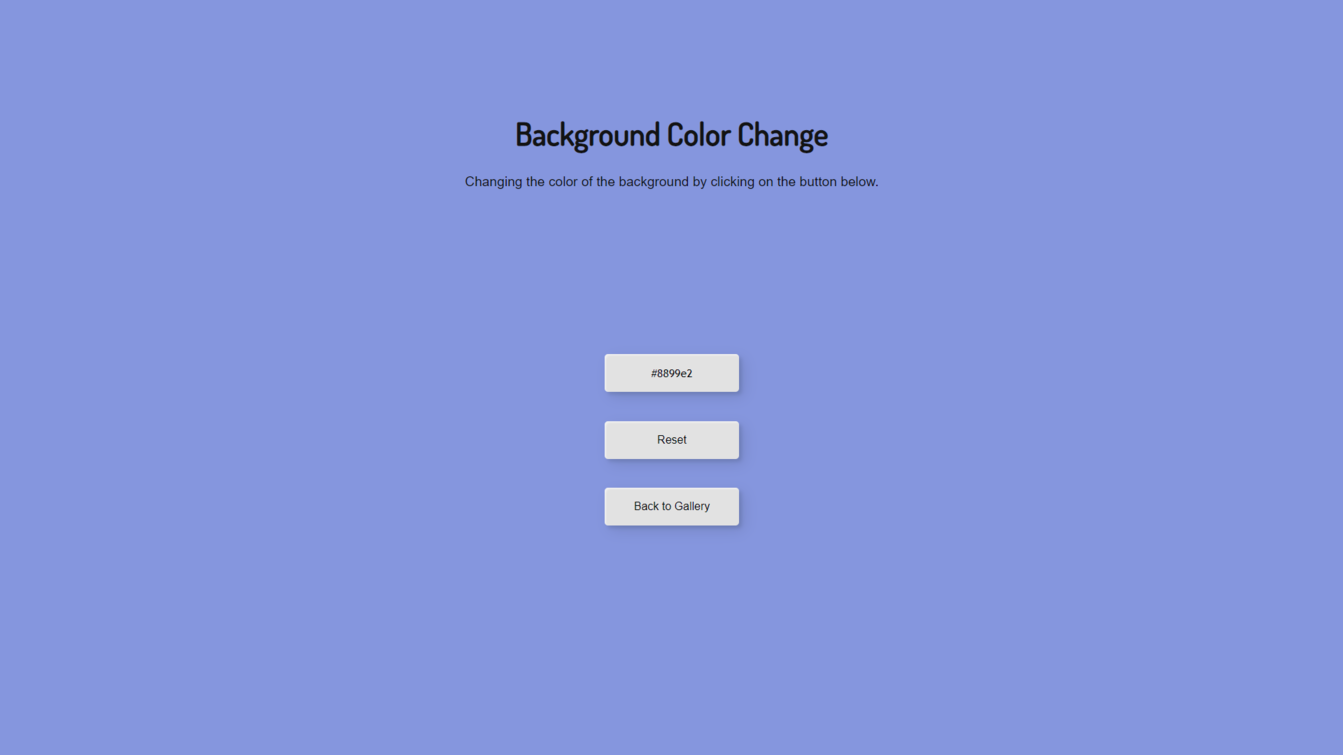 Background Color Change
Changing the color of the background by clicking on the button below.
#8899e2
Reset
Back to Gallery